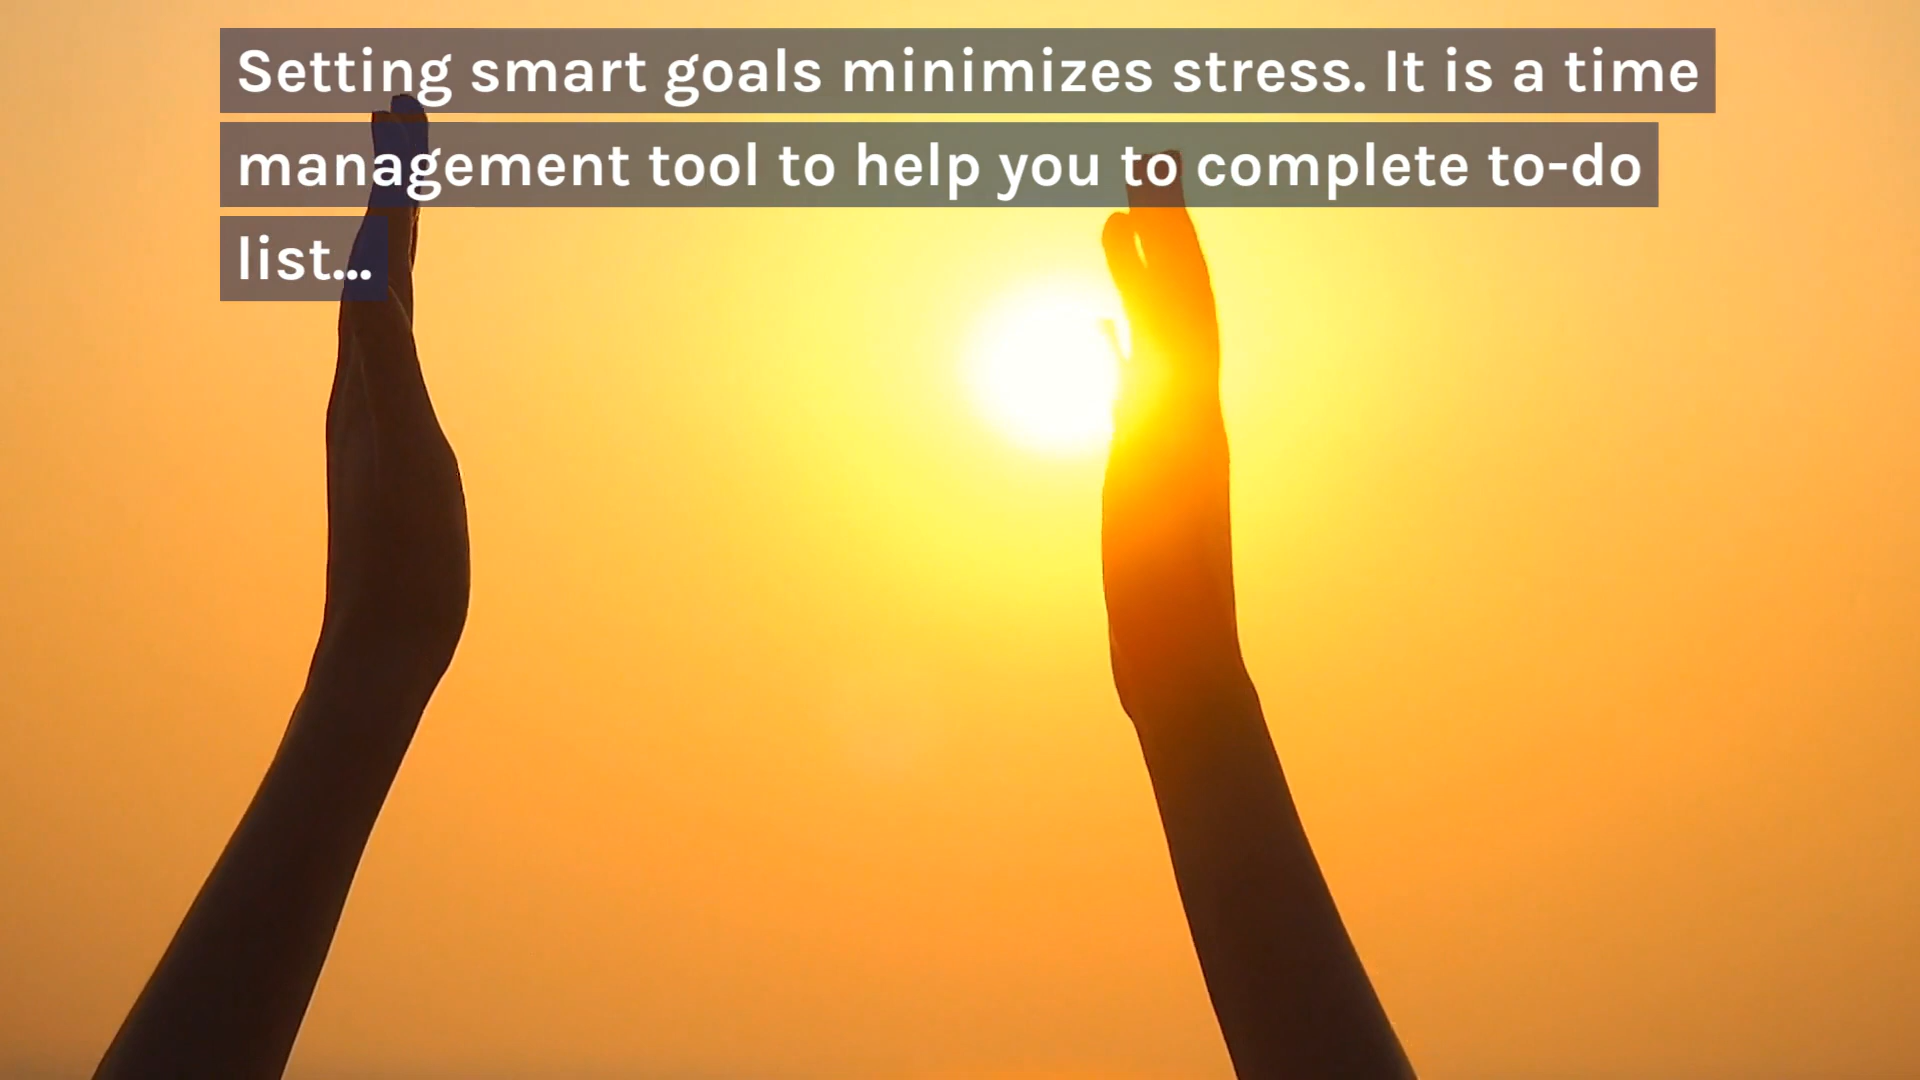 Setting smart goals minimizes stress. It is a time
management tool to help you to complete to-do
list...